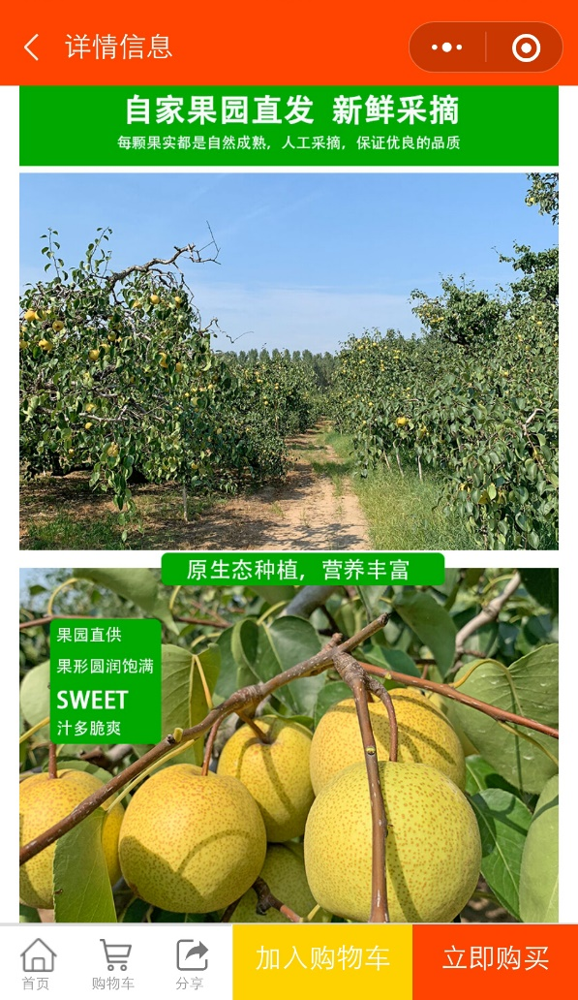 详情信息
自家果园直发 新鲜采摘
每颗果实都是自然成熟，人工采摘，保证优良的品质
原生态种植，营养丰富
果园直供
果形圆润饱满
SWEET
汁多脆爽
首页
购物车
分享
加入购物车
立即购买